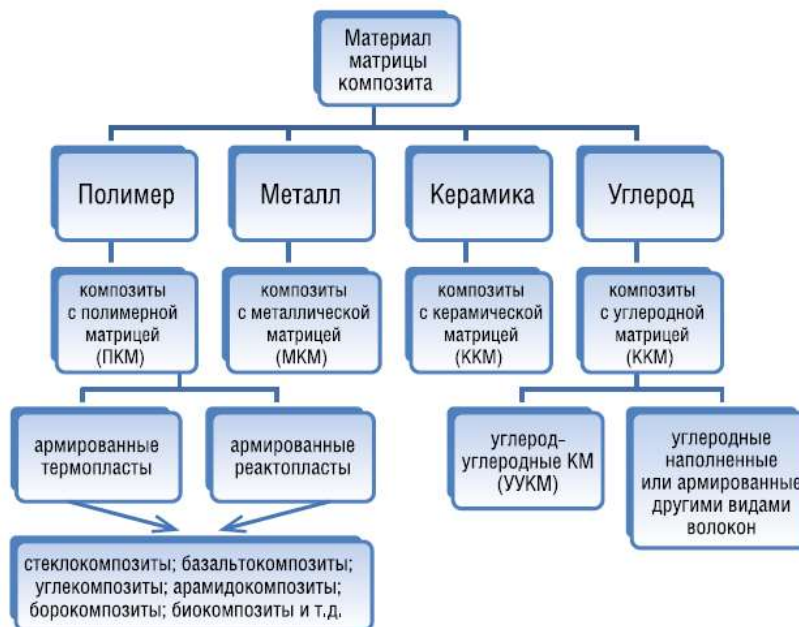 Материал
матрицы
композита
Полимер
Металл
Керамика
Углерод
композиты
с полимерной
матрицей
(ПКМ)
композиты
с металлической
матрицей
(МКМ)
композиты
с керамической
матрицей
(ККМ)
композиты
с углеродной
матрицей
(ККМ)
армированные
термопласты
армированные
реактопласты
углерод-
углеродные КМ
(УУКМ)
углеродные
наполненные
или армированные
другими видами
волокон
стеклокомпозиты; базальтокомпозиты;
углекомпозиты; арамидокомпозиты;
борокомпозиты; биокомпозиты и т.д.